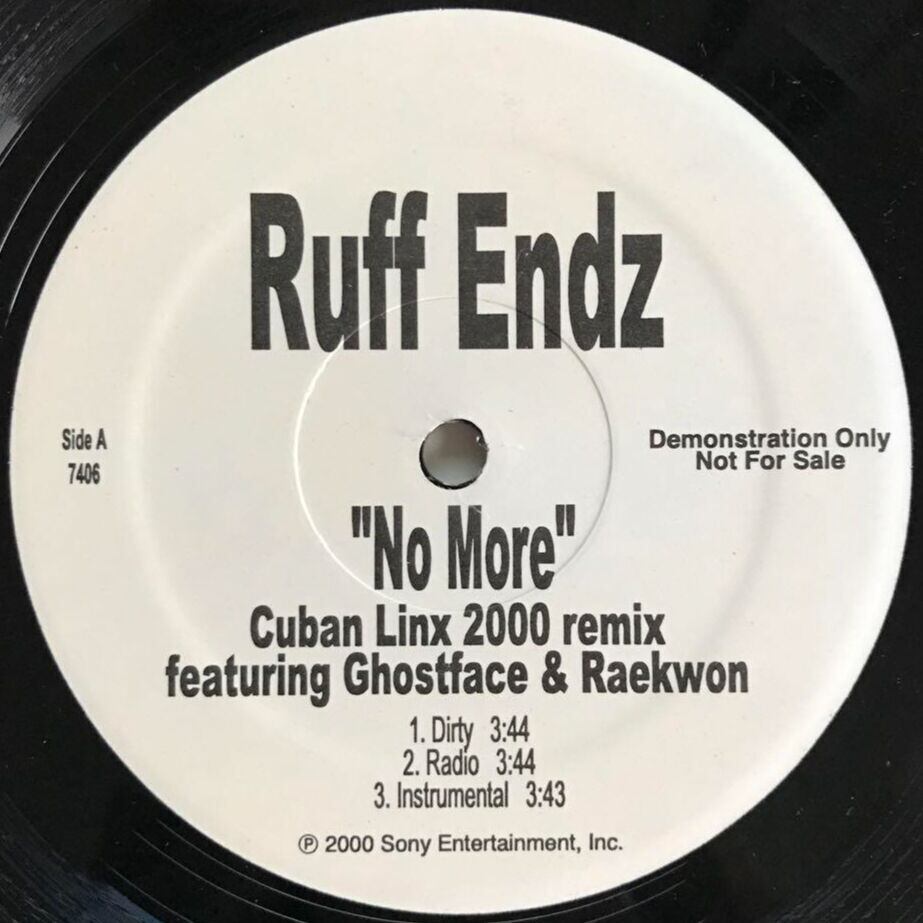 Ruff Endz
Side A
7406
Demonstration Only
Not For Sale
"No More"
Cuban Linx 2000 remix
featuring Ghostface & Raekwon
1. Dirty 3:44
2. Radio 3:44
3. Instrumental 3:43
℗ 2000 Sony Entertainment, Inc.